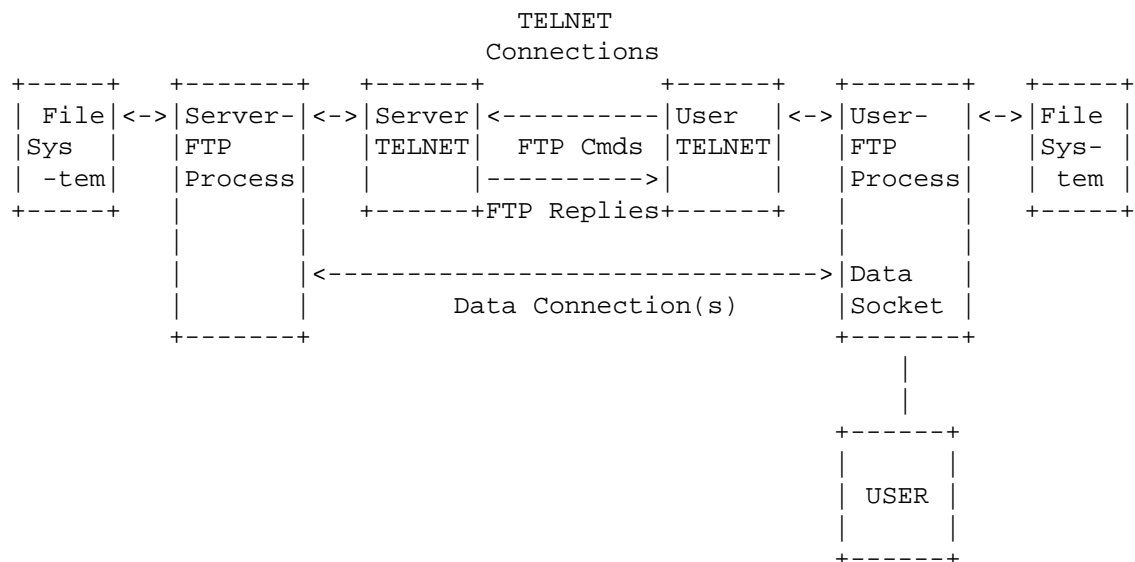 TELNET
Connections
File Server- Server User User- File
Sys FTP TELNET FTP Cmds TELNET FTP Sys-
-tem Process Process tem
FTP Replies
Data
Data Connection(s) Socket
USER